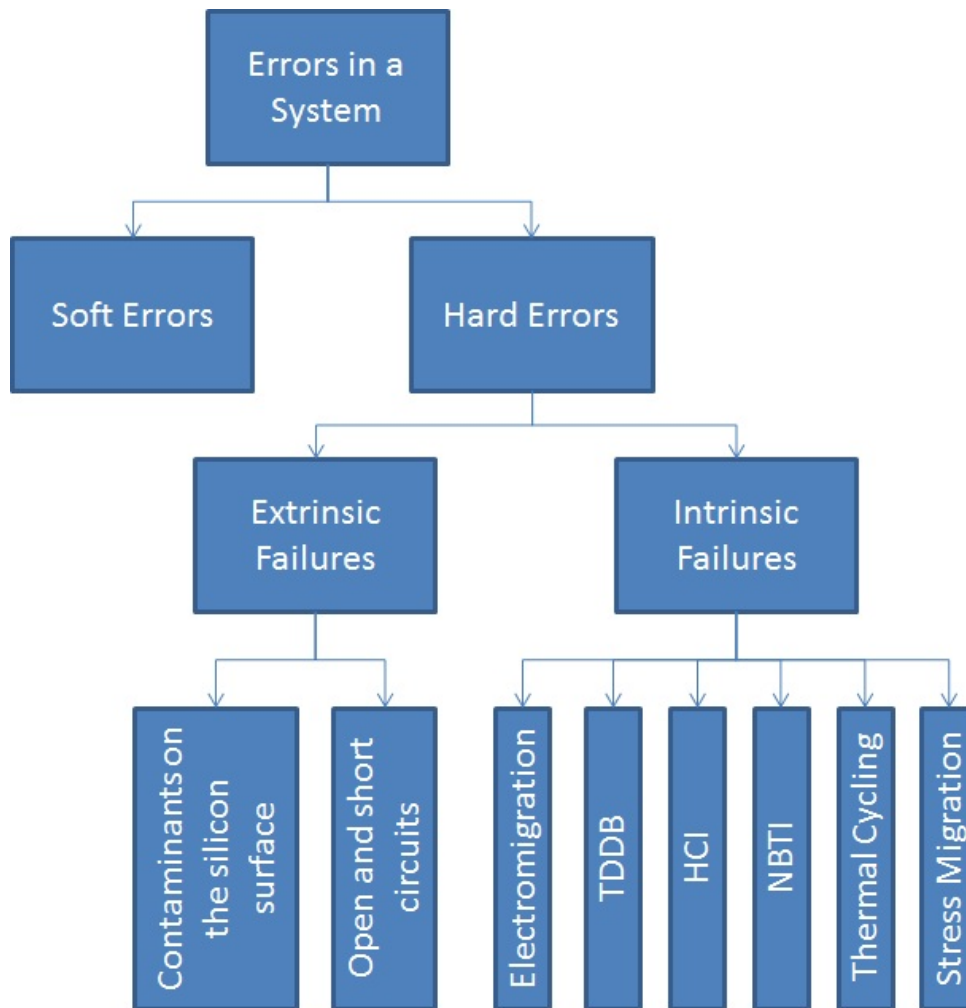 Errors in a
System
Soft Errors
Hard Errors
Extrinsic
Failures
Intrinsic
Failures
Contaminants on
the silicon
surface
Open and short
circuits
Electromigration
TDDB
HCI
NBTI
Thermal Cycling
Stress Migration